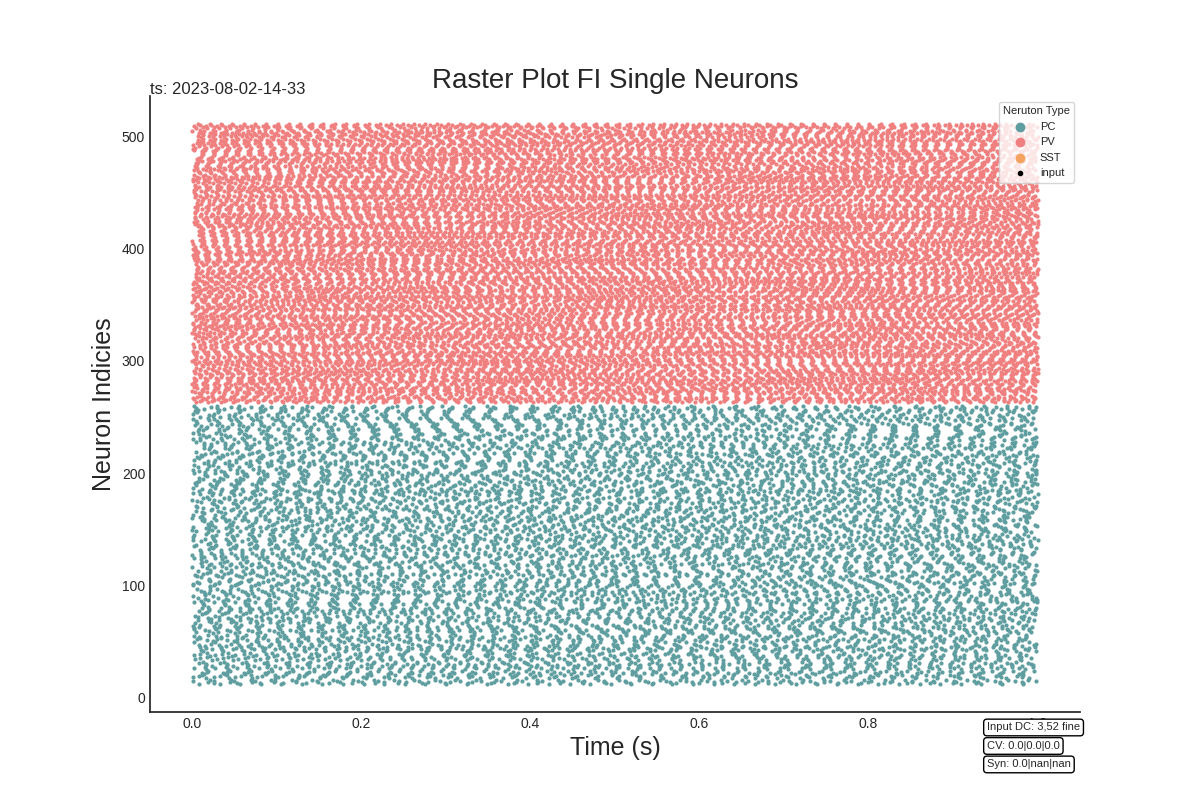 Raster Plot FI Single Neurons
ts: 2023-08-02-14-33
Neruton Type
PC
PV
SST
input
Neuron Indicies
500
400
300
200
100
0
0.0 0.2 0.4 0.6 0.8
Time (s)
Input DC: 3,52 fine
CV: 0.0|0.0|0.0
Syn: 0.0|nan|nan